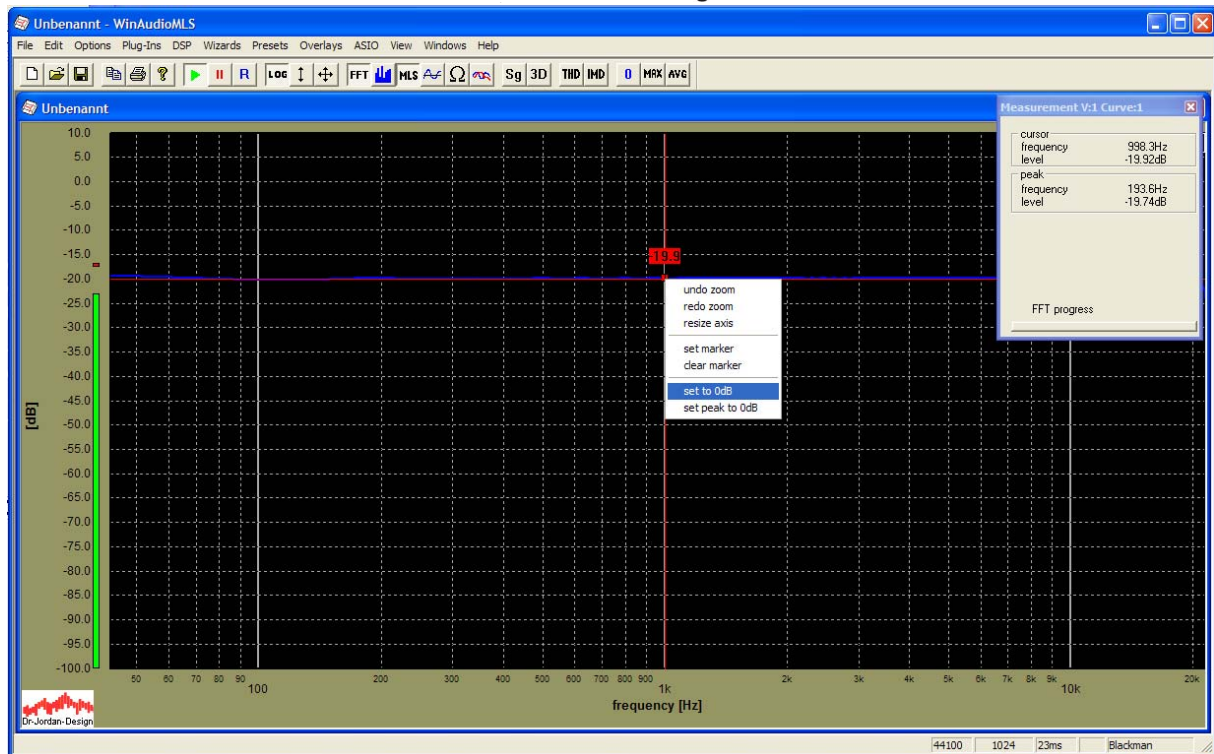 Unbenannt - WinAudioMLS
File Edit Options Plug-Ins DSP Wizards Presets Overlays ASIO View Windows Help
R LOG FFT MLS Ω Sg 3D THD IMD 0 MAX AVG
Unbenannt
Measurement V:1 Curve:1
cursor
frequency 998.3Hz
level -19.92dB
peak
frequency 193.6Hz
level -19.74dB
FFT progress
10.0
5.0
0.0
-5.0
-10.0
-15.0
-20.0
-25.0
-30.0
-35.0
-40.0
-45.0
-50.0
-55.0
-60.0
-65.0
-70.0
-75.0
-80.0
-85.0
-90.0
-95.0
-100.0
[dB]
-19.9
undo zoom
redo zoom
resize axis
set marker
clear marker
set to 0dB
set peak to 0dB
50 60 70 80 90 100 200 300 400 500 600 700 800 900 1k 2k 3k 4k 5k 6k 7k 8k 9k 10k 20k
frequency [Hz]
Dr-Jordan-Design
44100 1024 23ms Blackman